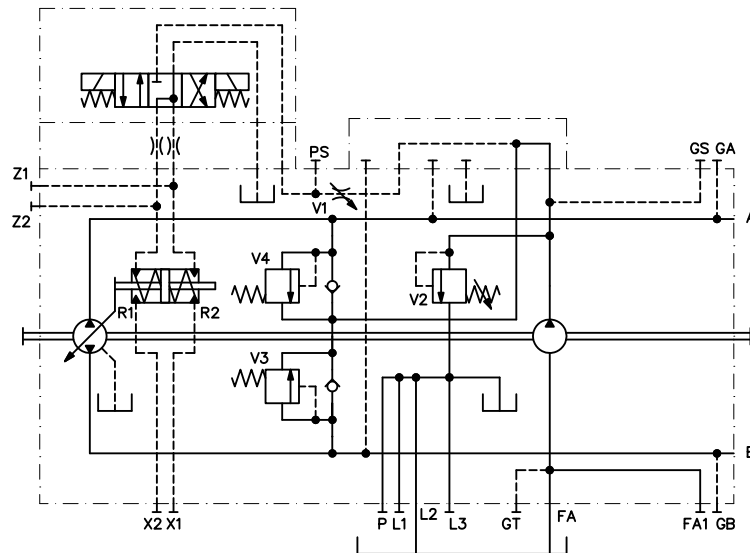 PS
GS GA
Z1
Z2
V1
A
V4
V2
R1
R2
V3
B
X2 X1
P L1 L2 L3 GT FA FA1 GB